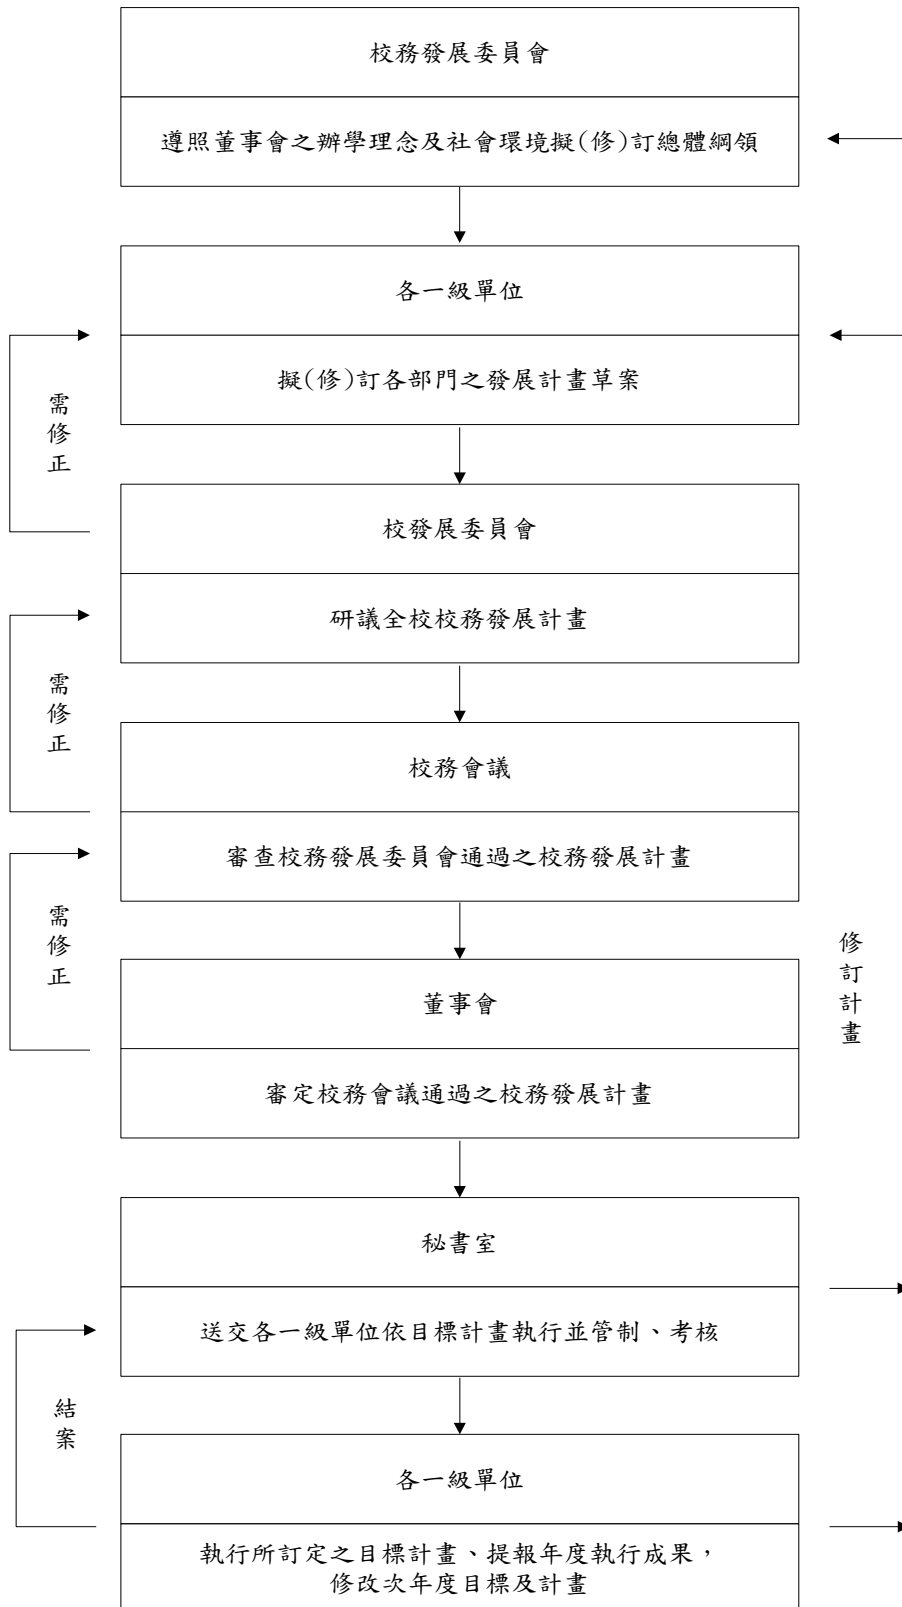 校務發展委員會
遵照董事會之辦學理念及社會環境擬(修)訂總體綱領
各一級單位
擬(修)訂各部門之發展計畫草案
需修正
校發展委員會
研議全校校務發展計畫
需修正
校務會議
審查校務發展委員會通過之校務發展計畫
需修正
修訂計畫
董事會
審定校務會議通過之校務發展計畫
秘書室
送交各一級單位依目標計畫執行並管制、考核
結案
各一級單位
執行所訂定之目標計畫、提報年度執行成果，
修改次年度目標及計畫